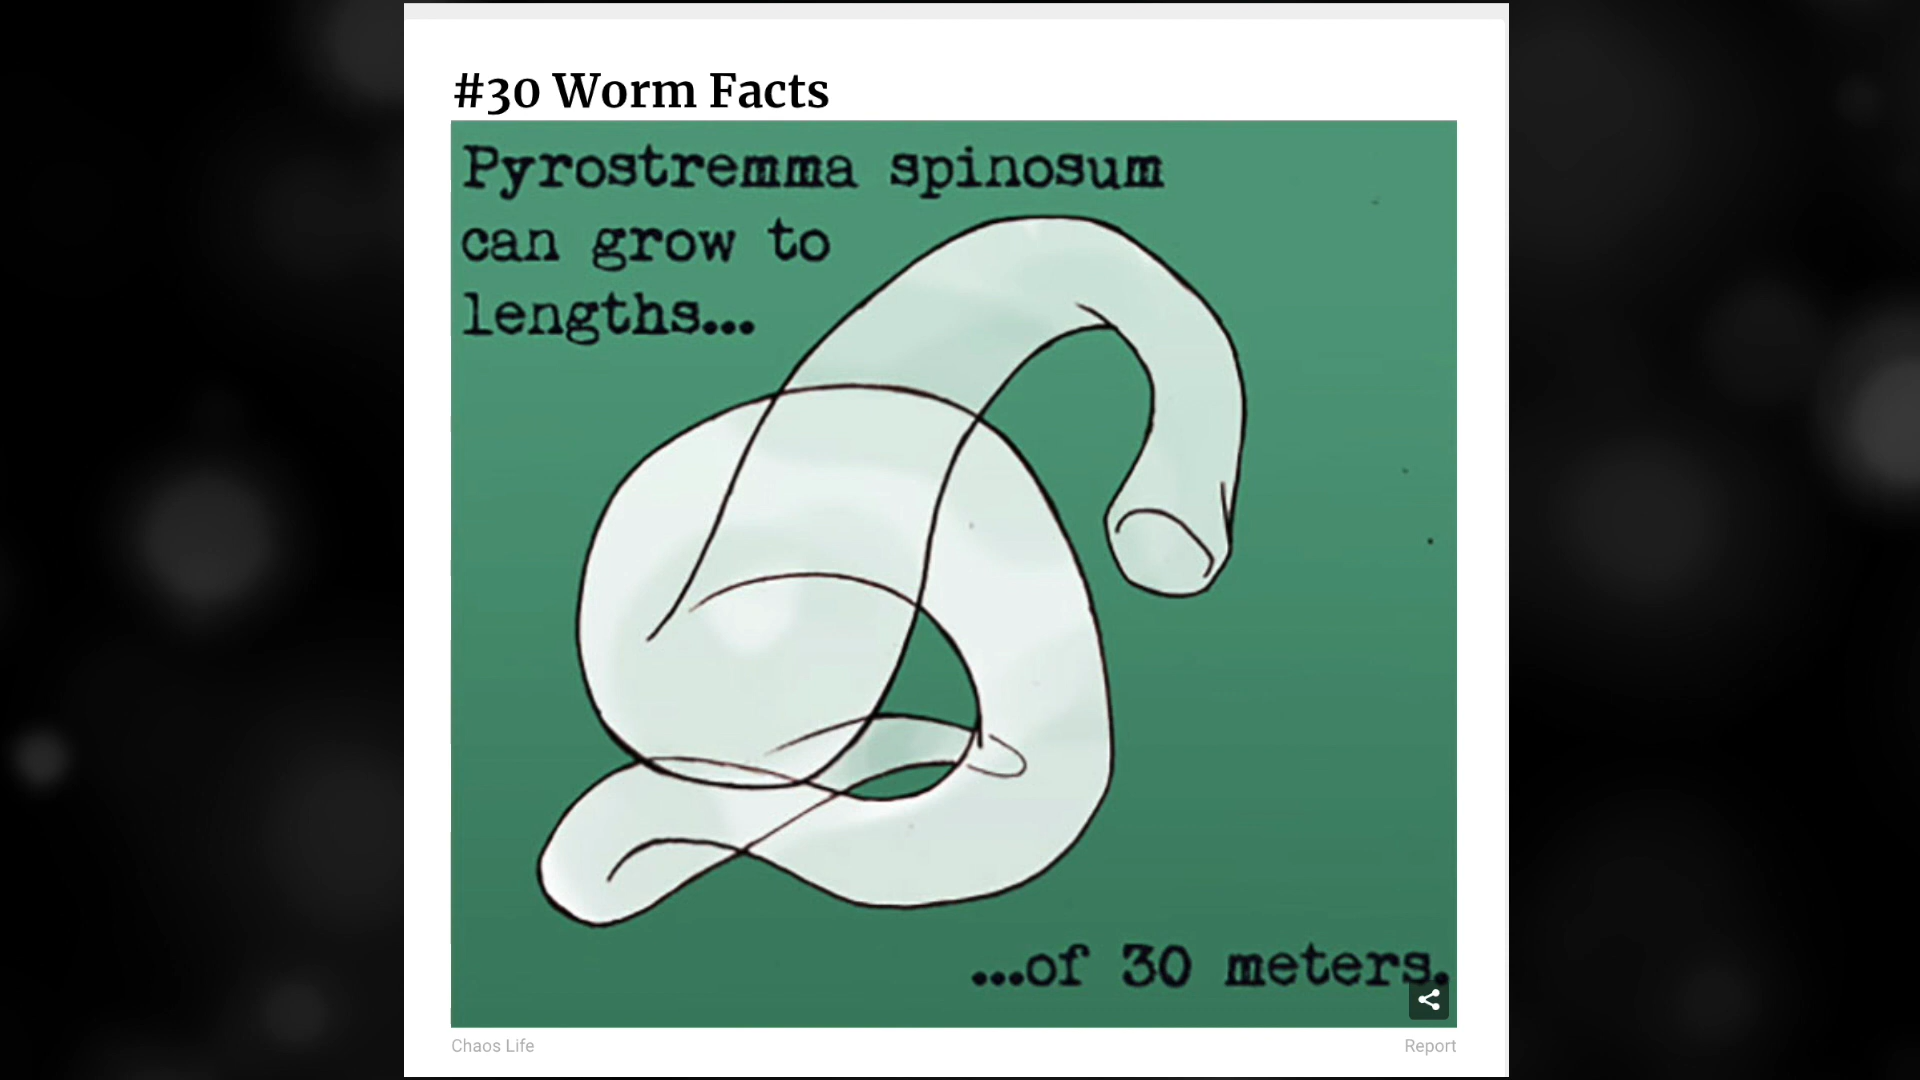 #30 Worm Facts
Pyrostremma spinosum
can grow to
lengths...
...of 30 meters.
Chaos Life
Report